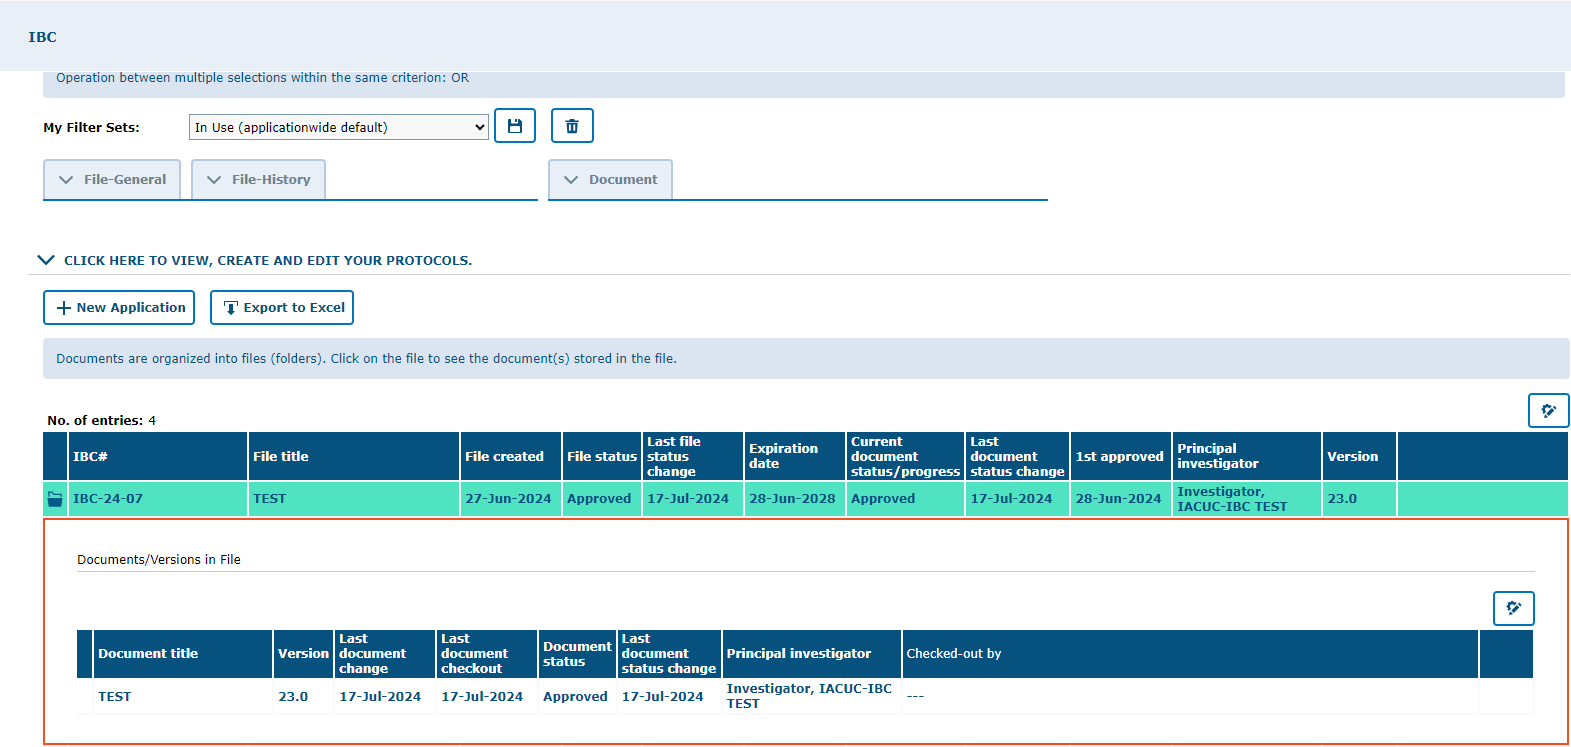 IBC
Operation between multiple selections within the same criterion: OR
My Filter Sets: In Use (applicationwide default)
File-General File-History Document
CLICK HERE TO VIEW, CREATE AND EDIT YOUR PROTOCOLS.
New Application Export to Excel
Documents are organized into files (folders). Click on the file to see the document(s) stored in the file.
No. of entries: 4
IBC# File title File created File status Last file status change Expiration date Current document status/progress Last document status change 1st approved Principal investigator Version
IBC-24-07 TEST 27-Jun-2024 Approved 17-Jul-2024 28-Jun-2028 Approved 17-Jul-2024 28-Jun-2024 Investigator, IACUC-IBC TEST 23.0
Documents/Versions in File
Document title Version Last document change Last document checkout Document status Last document status change Principal investigator Checked-out by
TEST 23.0 17-Jul-2024 17-Jul-2024 Approved 17-Jul-2024 Investigator, IACUC-IBC TEST ---